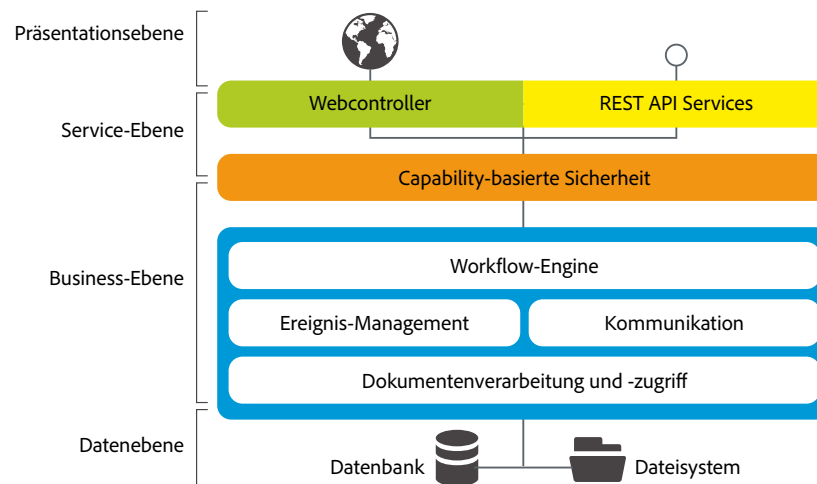 Präsentationsebene
Webcontroller
REST API Services
Service-Ebene
Capability-basierte Sicherheit
Workflow-Engine
Business-Ebene
Ereignis-Management
Kommunikation
Dokumentenverarbeitung und -zugriff
Datenebene
Datenbank
Dateisystem